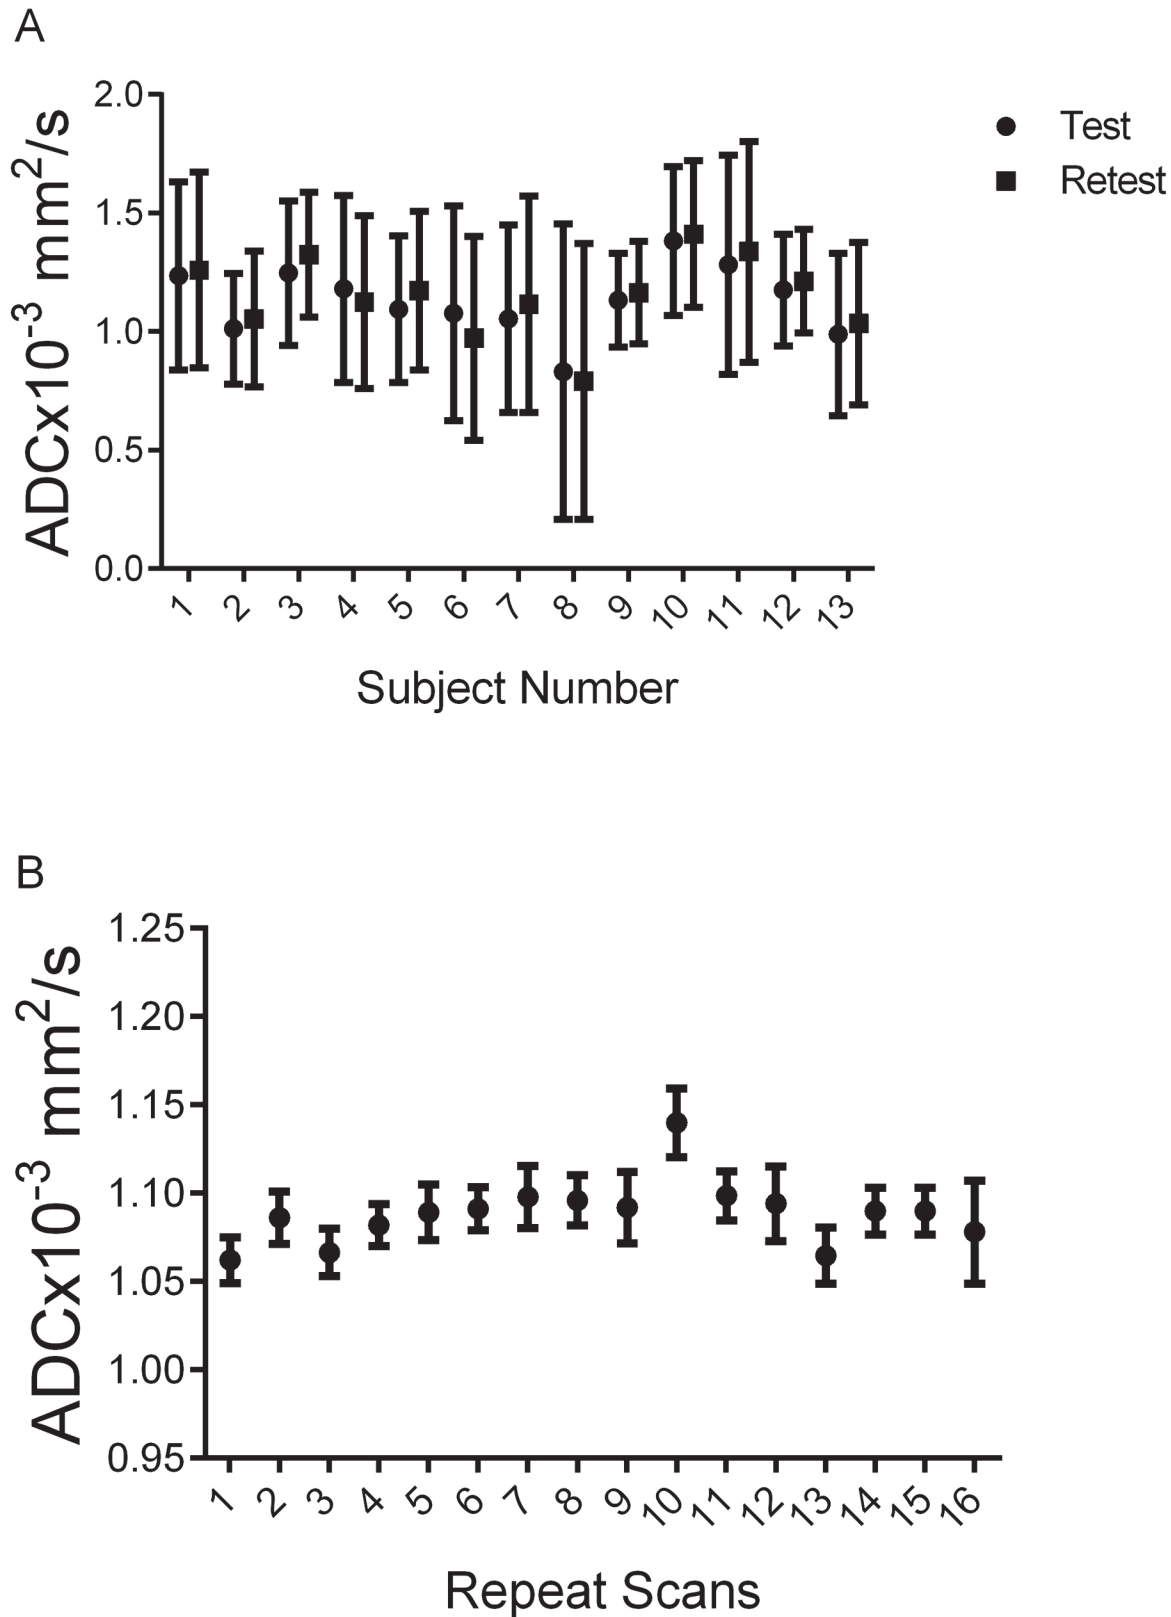 A
ADCx10⁻³ mm²/s
2.0
1.5
1.0
0.5
0.0
1 2 3 4 5 6 7 8 9 10 11 12 13
Subject Number
Test
Retest
B
ADCx10⁻³ mm²/s
1.25
1.20
1.15
1.10
1.05
1.00
0.95
1 2 3 4 5 6 7 8 9 10 11 12 13 14 15 16
Repeat Scans